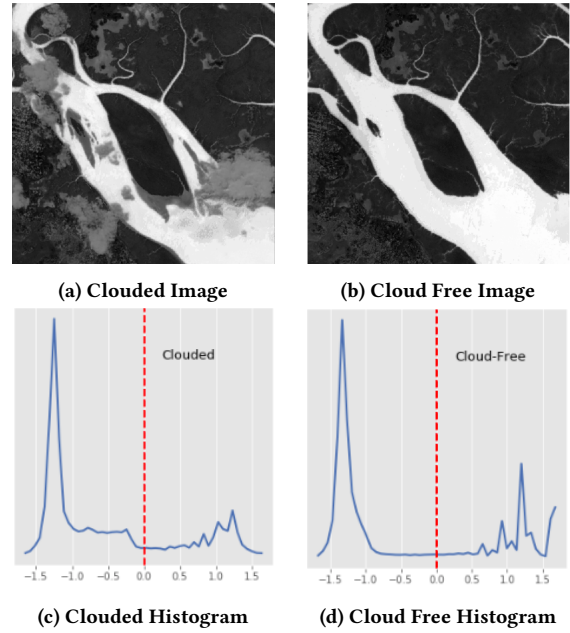 (a) Clouded Image
(b) Cloud Free Image
Clouded
−1.5 −1.0 −0.5 0.0 0.5 1.0 1.5
(c) Clouded Histogram
Cloud-Free
−1.5 −1.0 −0.5 0.0 0.5 1.0 1.5
(d) Cloud Free Histogram